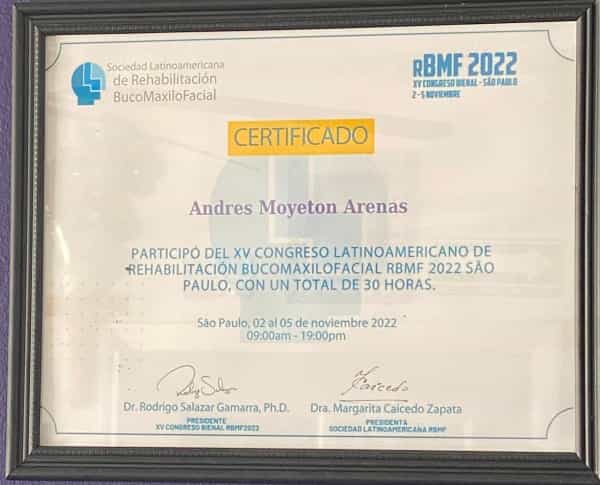 Sociedad Latinoamericana
de Rehabilitación
BucoMaxiloFacial
RBMF 2022
XV CONGRESO BIENAL - SÃO PAULO
2 - 5 NOVIEMBRE
CERTIFICADO
Andres Moyeton Arenas
PARTICIPÓ DEL XV CONGRESO LATINOAMERICANO DE
REHABILITACIÓN BUCOMAXILOFACIAL RBMF 2022 SÃO
PAULO, CON UN TOTAL DE 30 HORAS.
São Paulo, 02 al 05 de noviembre 2022
09:00am - 19:00pm
Caicedo
Dr. Rodrigo Salazar Gamarra, Ph.D.
PRESIDENTE
XV CONGRESO BIENAL RBMF2022
Dra. Margarita Caicedo Zapata
PRESIDENTA
SOCIEDAD LATINOAMERICANA RBMF